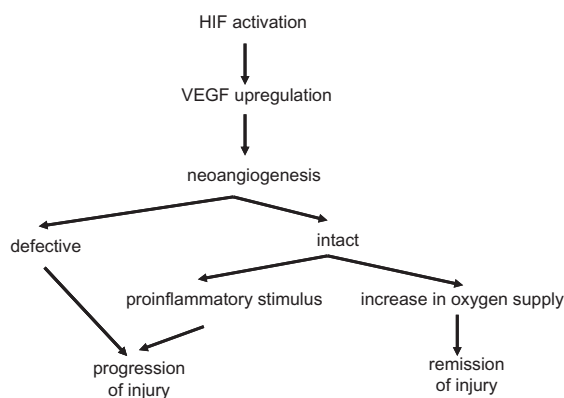 HIF activation
VEGF upregulation
neoangiogenesis
defective
intact
proinflammatory stimulus
increase in oxygen supply
progression
of injury
remission
of injury